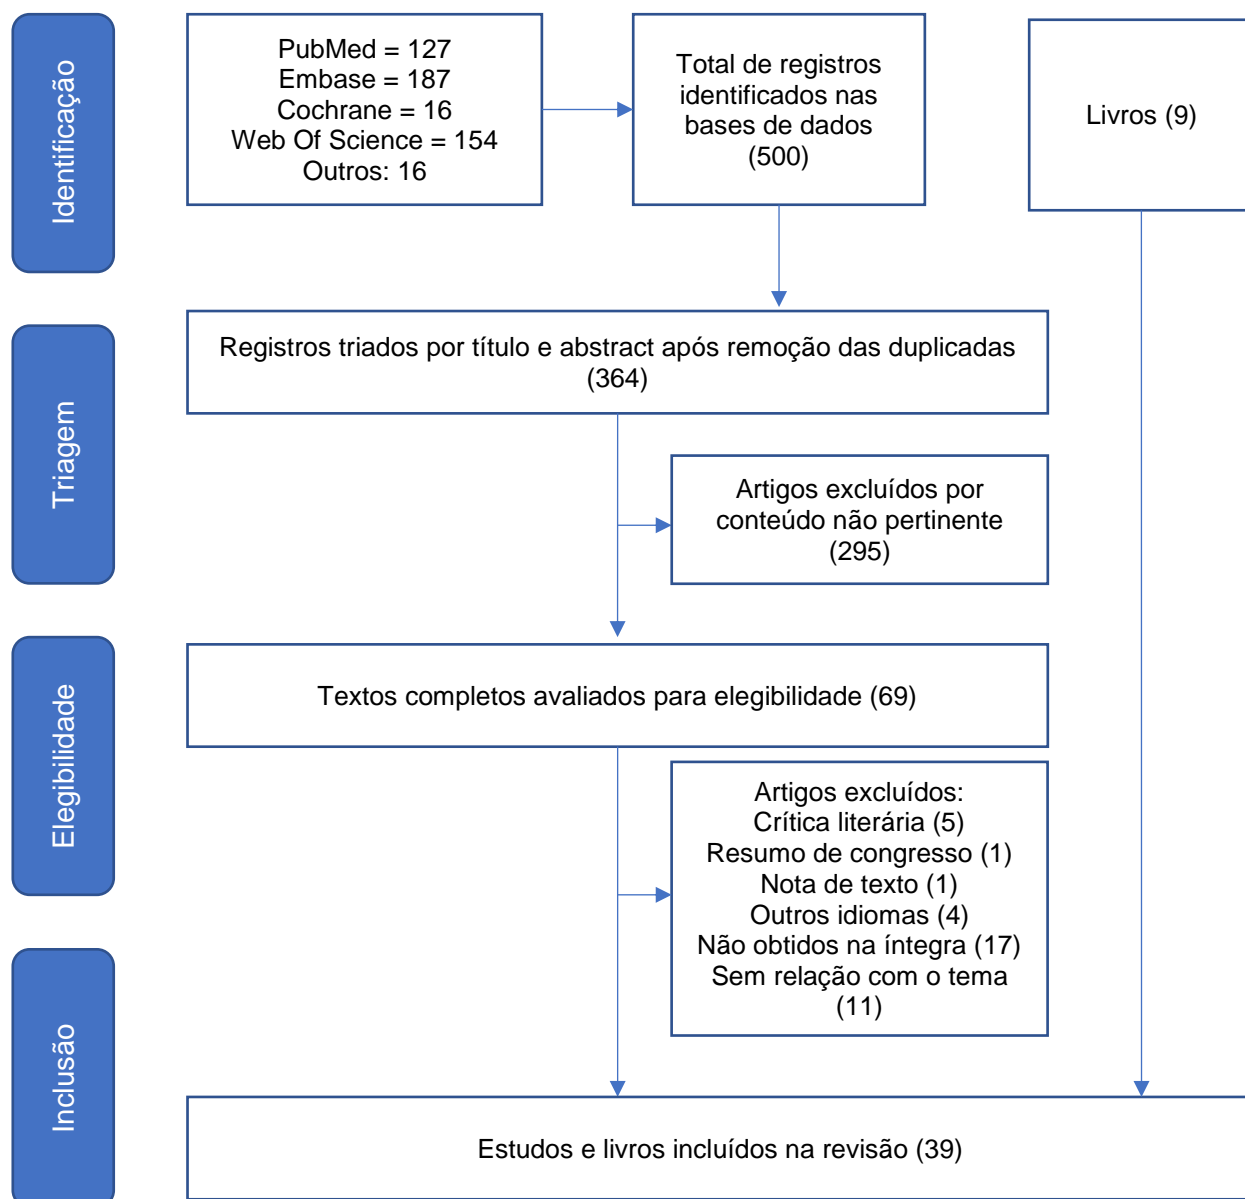 Identificação
PubMed = 127
Embase = 187
Cochrane = 16
Web Of Science = 154
Outros: 16
Total de registros
identificados nas
bases de dados
(500)
Livros (9)
Triagem
Registros triados por título e abstract após remoção das duplicadas
(364)
Artigos excluídos por
conteúdo não pertinente
(295)
Elegibilidade
Textos completos avaliados para elegibilidade (69)
Artigos excluídos:
Crítica literária (5)
Resumo de congresso (1)
Nota de texto (1)
Outros idiomas (4)
Não obtidos na íntegra (17)
Sem relação com o tema
(11)
Inclusão
Estudos e livros incluídos na revisão (39)